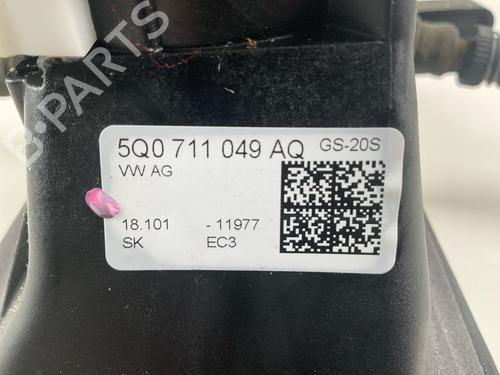 5Q0 711 049 AQ GS-20S
VW AG
18.101 - 11977
SK EC3
B-PARTS